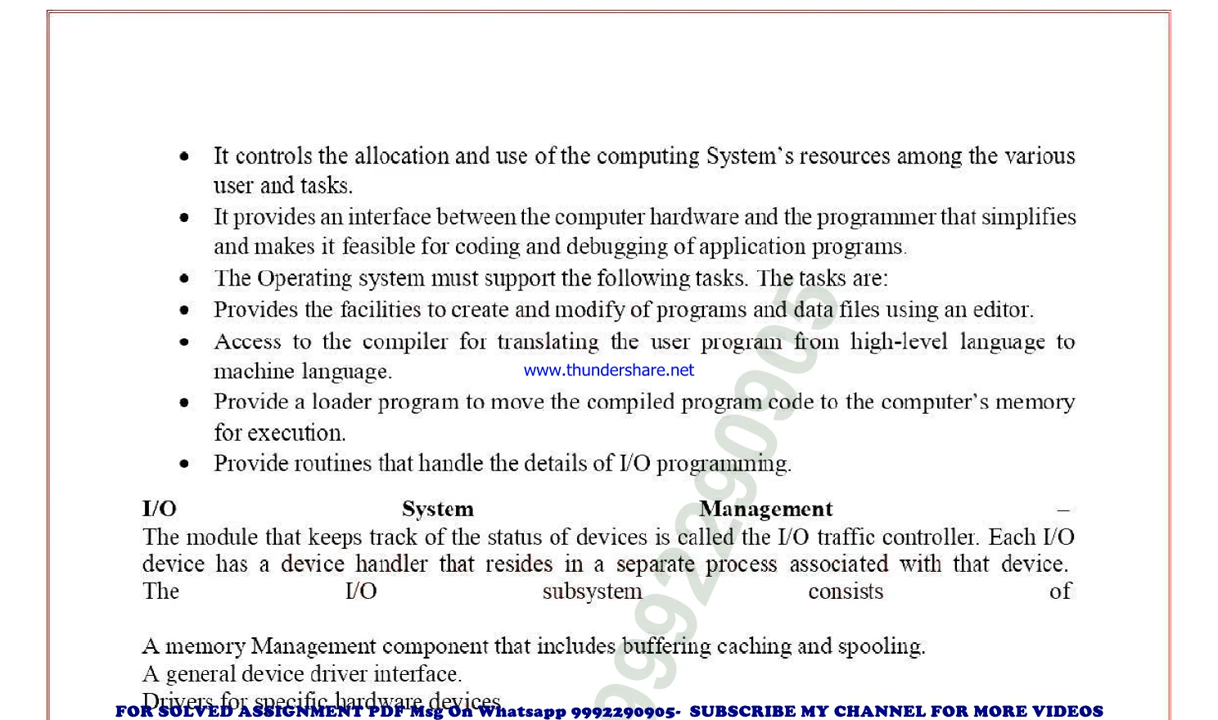 • It controls the allocation and use of the computing System's resources among the various
user and tasks.
• It provides an interface between the computer hardware and the programmer that simplifies
and makes it feasible for coding and debugging of application programs.
• The Operating system must support the following tasks. The tasks are:
• Provides the facilities to create and modify of programs and data files using an editor.
• Access to the compiler for translating the user program from high-level language to
machine language.
www.thundershare.net
• Provide a loader program to move the compiled program code to the computer's memory
for execution.
• Provide routines that handle the details of I/O programming.
I/O System Management –
The module that keeps track of the status of devices is called the I/O traffic controller. Each I/O
device has a device handler that resides in a separate process associated with that device.
The I/O subsystem consists of
A memory Management component that includes buffering caching and spooling.
A general device driver interface.
Drivers for specific hardware devices
FOR SOLVED ASSIGNMENT PDF Msg On Whatsapp 9992290905- SUBSCRIBE MY CHANNEL FOR MORE VIDEOS
9992290905